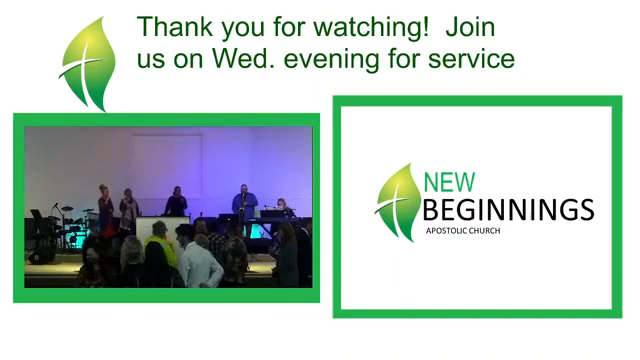 Thank you for watching!  Join
us on Wed. evening for service
NEW
BEGINNINGS
APOSTOLIC CHURCH